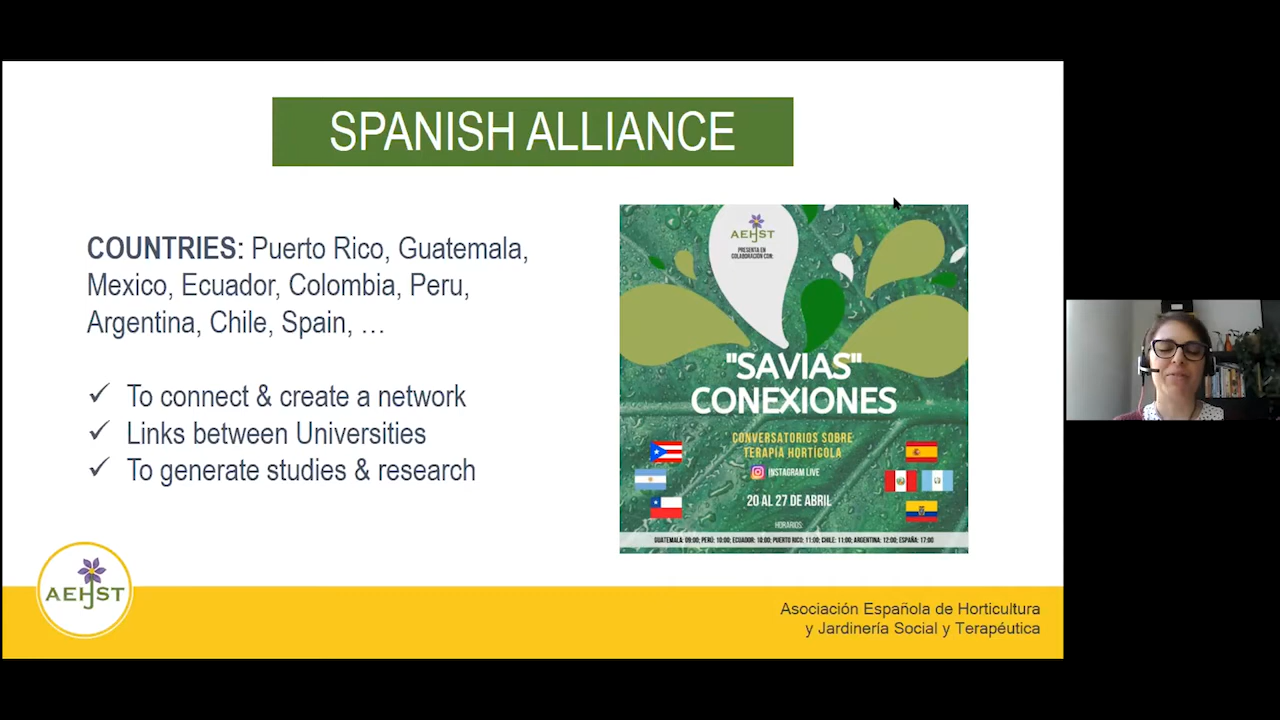 SPANISH ALLIANCE
COUNTRIES: Puerto Rico, Guatemala,
Mexico, Ecuador, Colombia, Peru,
Argentina, Chile, Spain, …
✓ To connect & create a network
✓ Links between Universities
✓ To generate studies & research
AEHJST
PRESENTA EN
COLABORACIÓN CON:
"SAVIAS"
CONEXIONES
CONVERSATORIOS SOBRE
TERAPIA HORTÍCOLA
INSTAGRAM LIVE
20 AL 27 DE ABRIL
HORARIOS:
GUATEMALA: 09:00; PERÚ: 10:00; ECUADOR: 10:00; PUERTO RICO: 11:00; CHILE: 11:00; ARGENTINA: 12:00; ESPAÑA: 17:00
AEHJST
Asociación Española de Horticultura
y Jardinería Social y Terapéutica